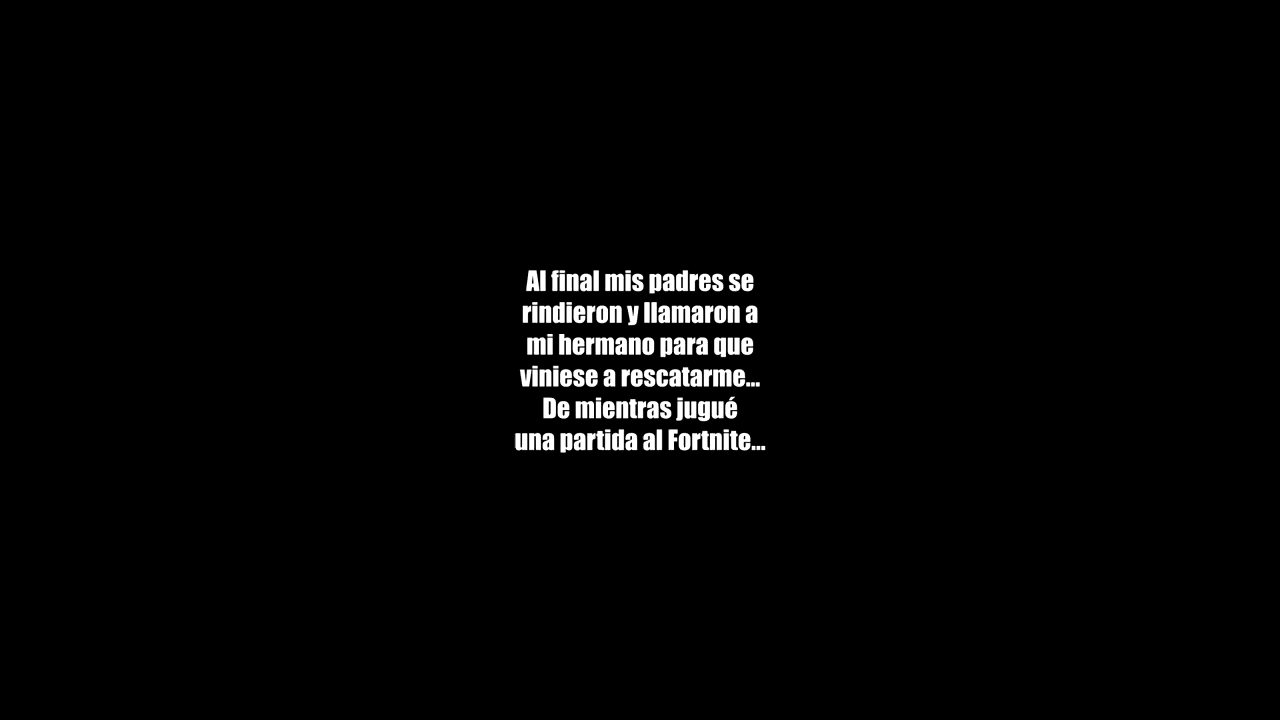 Al final mis padres se
rindieron y llamaron a
mi hermano para que
viniese a rescatarme...
De mientras jugué
una partida al Fortnite...